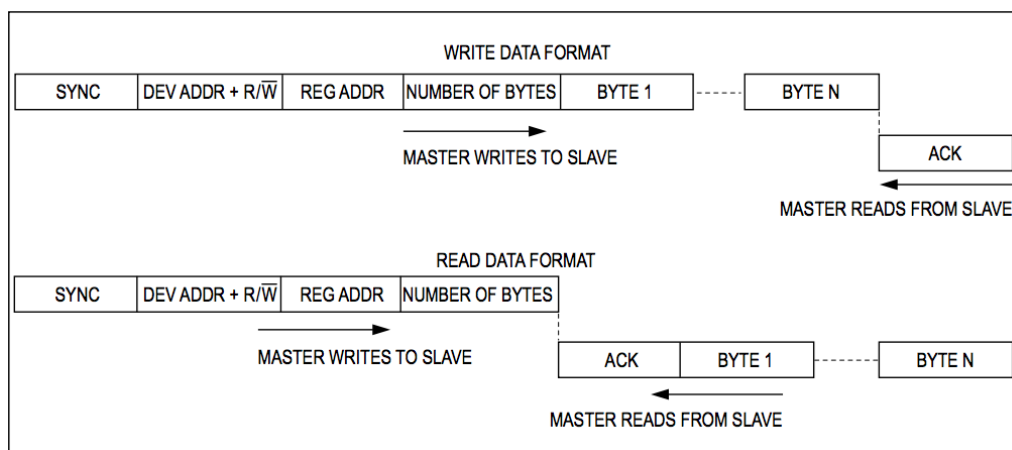 WRITE DATA FORMAT
SYNC DEV ADDR + R/W̅ REG ADDR NUMBER OF BYTES BYTE 1 BYTE N
MASTER WRITES TO SLAVE
ACK
MASTER READS FROM SLAVE
READ DATA FORMAT
SYNC DEV ADDR + R/W̅ REG ADDR NUMBER OF BYTES
MASTER WRITES TO SLAVE
ACK BYTE 1 BYTE N
MASTER READS FROM SLAVE